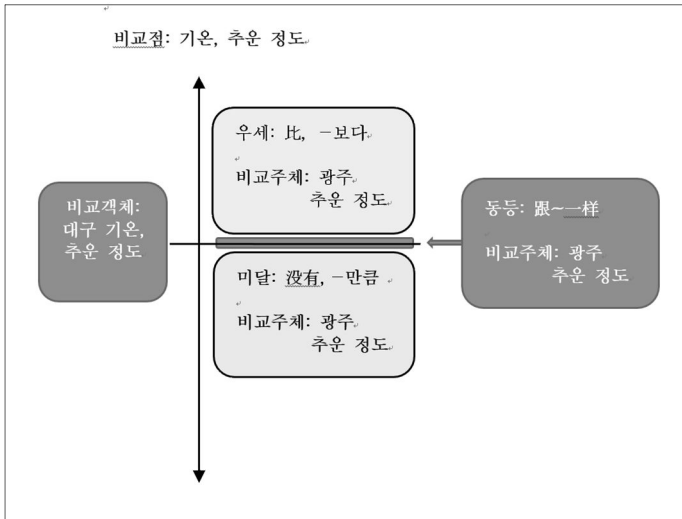 비교점: 기온, 추운 정도
우세: 比, -보다
비교주체: 광주
추운 정도
비교객체:
대구 기온,
추운 정도
동등: 跟~一样
비교주체: 광주
추운 정도
미달: 没有, -만큼
비교주체: 광주
추운 정도